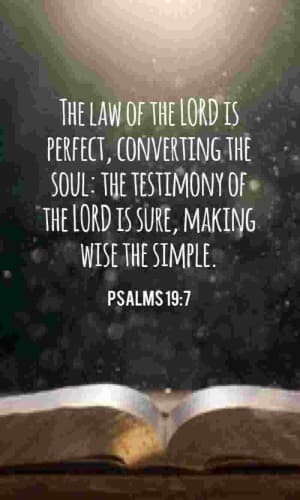 THE LAW OF THE LORD IS
PERFECT, CONVERTING THE
SOUL: THE TESTIMONY OF
THE LORD IS SURE, MAKING
WISE THE SIMPLE.
PSALMS 19:7